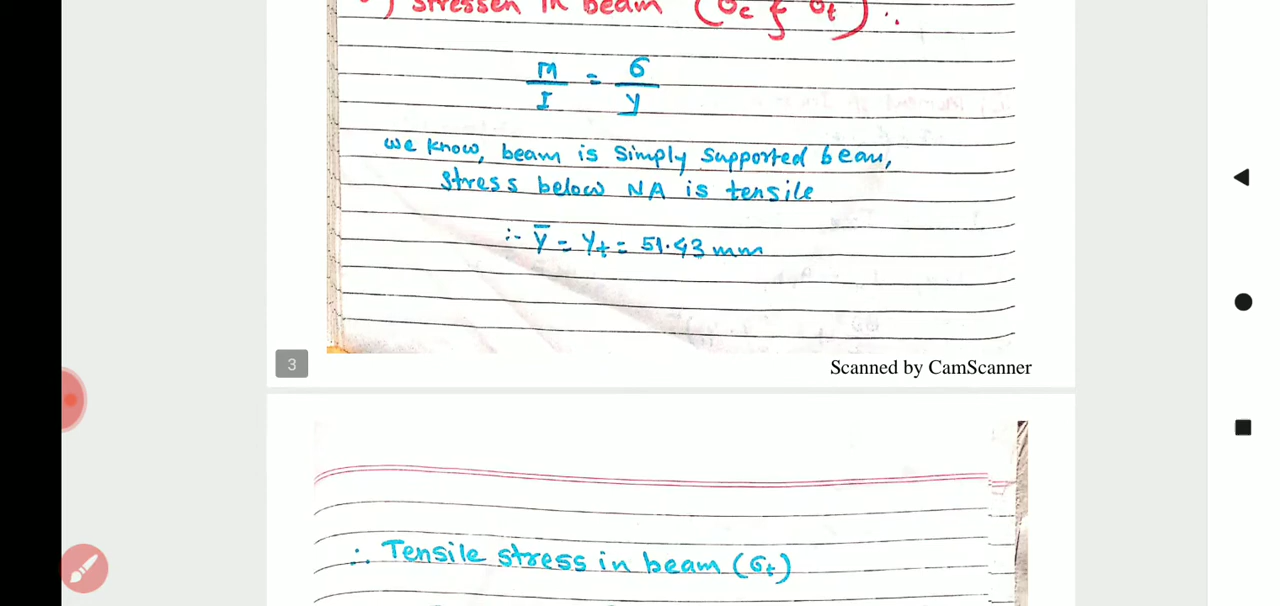 stresses in beam (σc & σt) :-
M/I = σ/y
we know, beam is simply supported beam,
stress below NA is tensile
∴ ȳ = yt = 51.43 mm
3
Scanned by CamScanner
∴ Tensile stress in beam (σt)